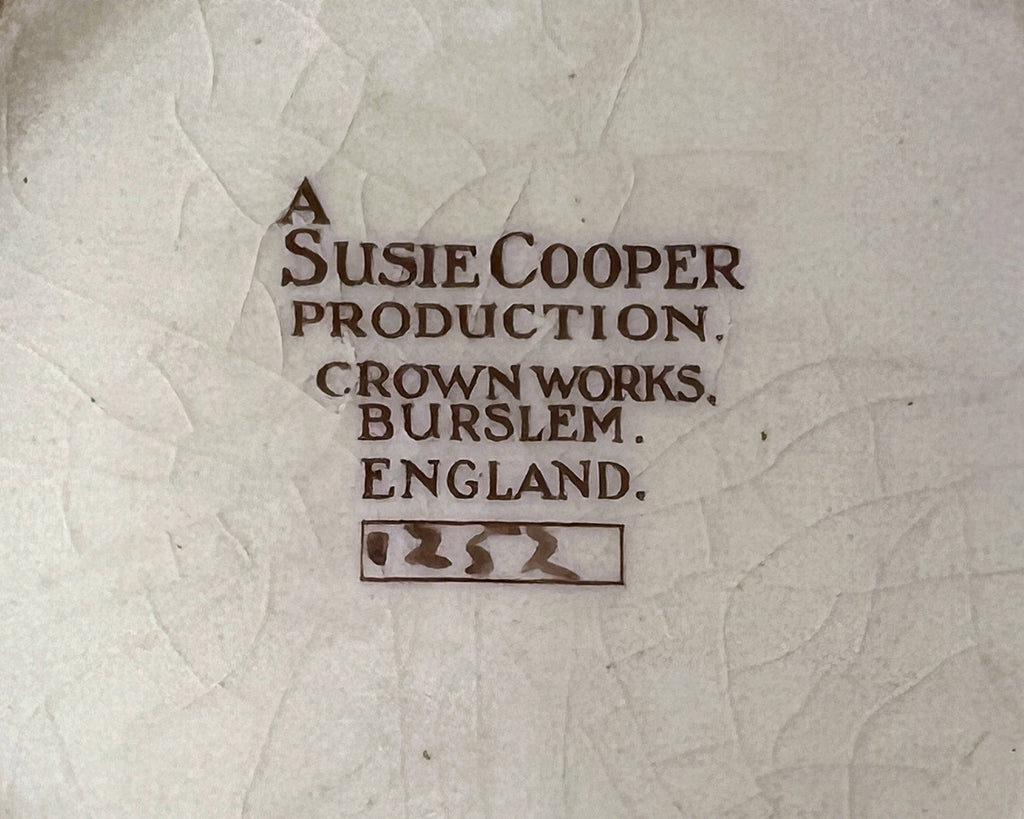 A
SUSIE COOPER
PRODUCTION.
CROWN WORKS.
BURSLEM.
ENGLAND.
1252